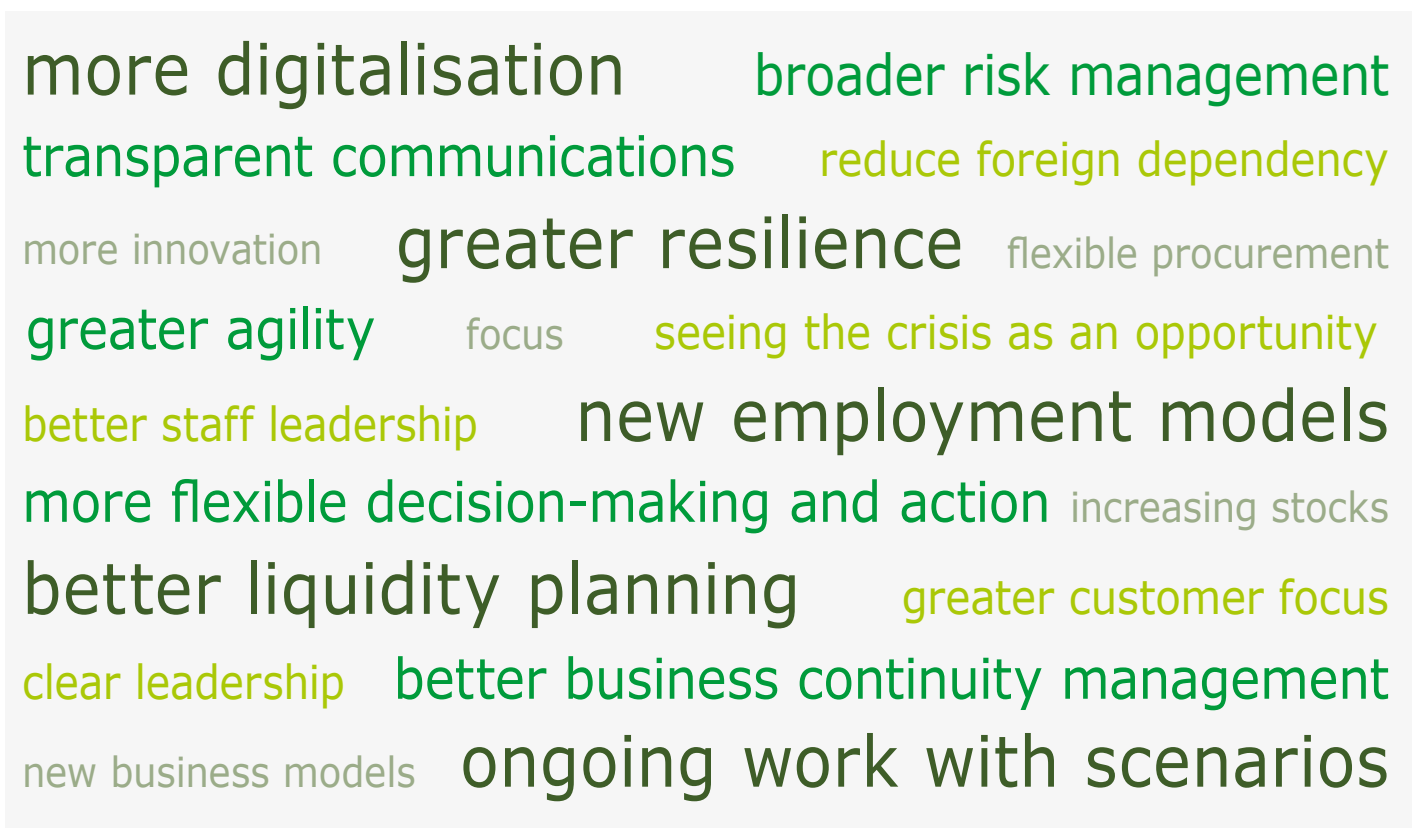 more digitalisation broader risk management
transparent communications reduce foreign dependency
more innovation greater resilience flexible procurement
greater agility focus seeing the crisis as an opportunity
better staff leadership new employment models
more flexible decision-making and action increasing stocks
better liquidity planning greater customer focus
clear leadership better business continuity management
new business models ongoing work with scenarios